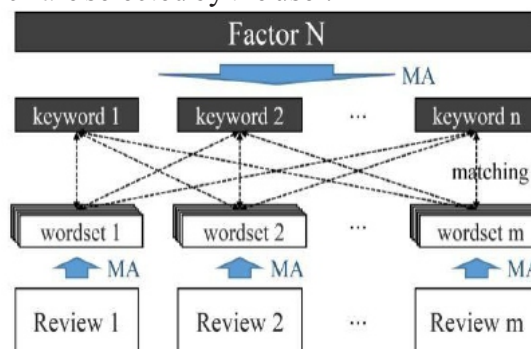 Factor N
MA
keyword 1 keyword 2 ... keyword n
matching
wordset 1 wordset 2 ... wordset m
MA MA MA
Review 1 Review 2 ... Review m